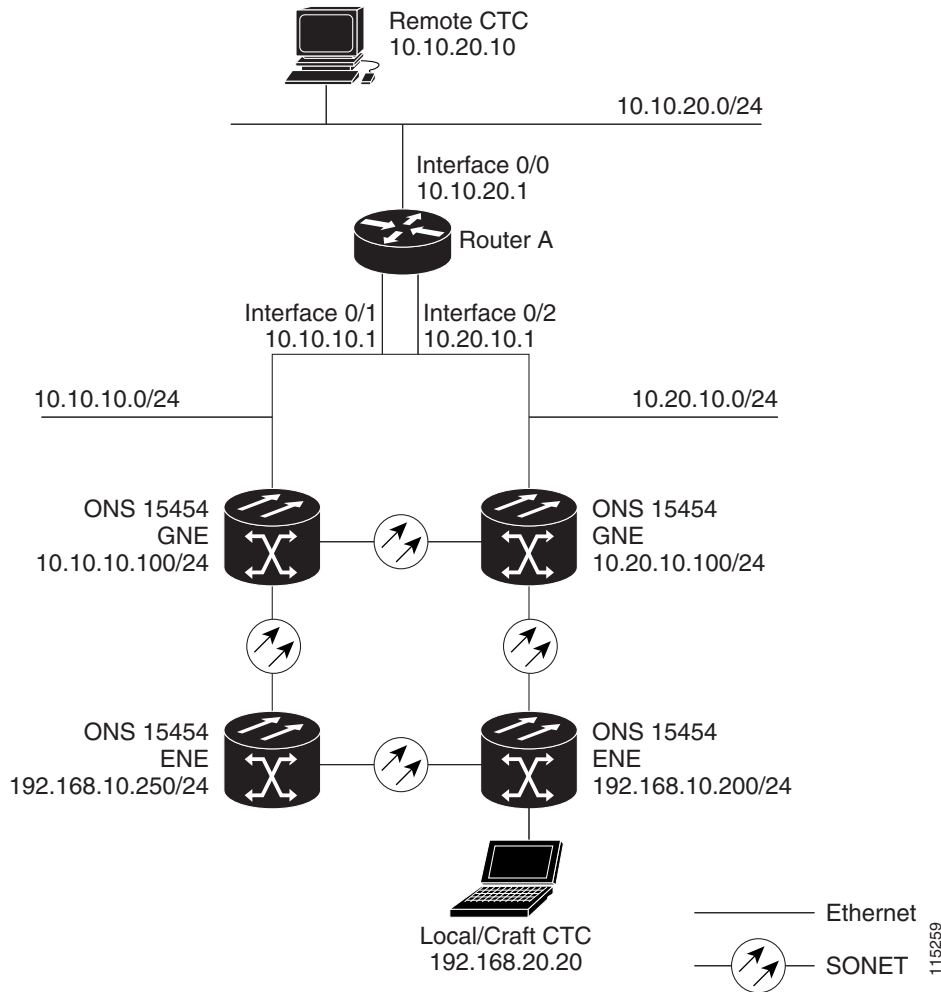 Remote CTC
10.10.20.10
10.10.20.0/24
Interface 0/0
10.10.20.1
Router A
Interface 0/1
10.10.10.1
Interface 0/2
10.20.10.1
10.10.10.0/24
10.20.10.0/24
ONS 15454
GNE
10.10.10.100/24
ONS 15454
GNE
10.20.10.100/24
ONS 15454
ENE
192.168.10.250/24
ONS 15454
ENE
192.168.10.200/24
Local/Craft CTC
192.168.20.20
Ethernet
SONET
115259